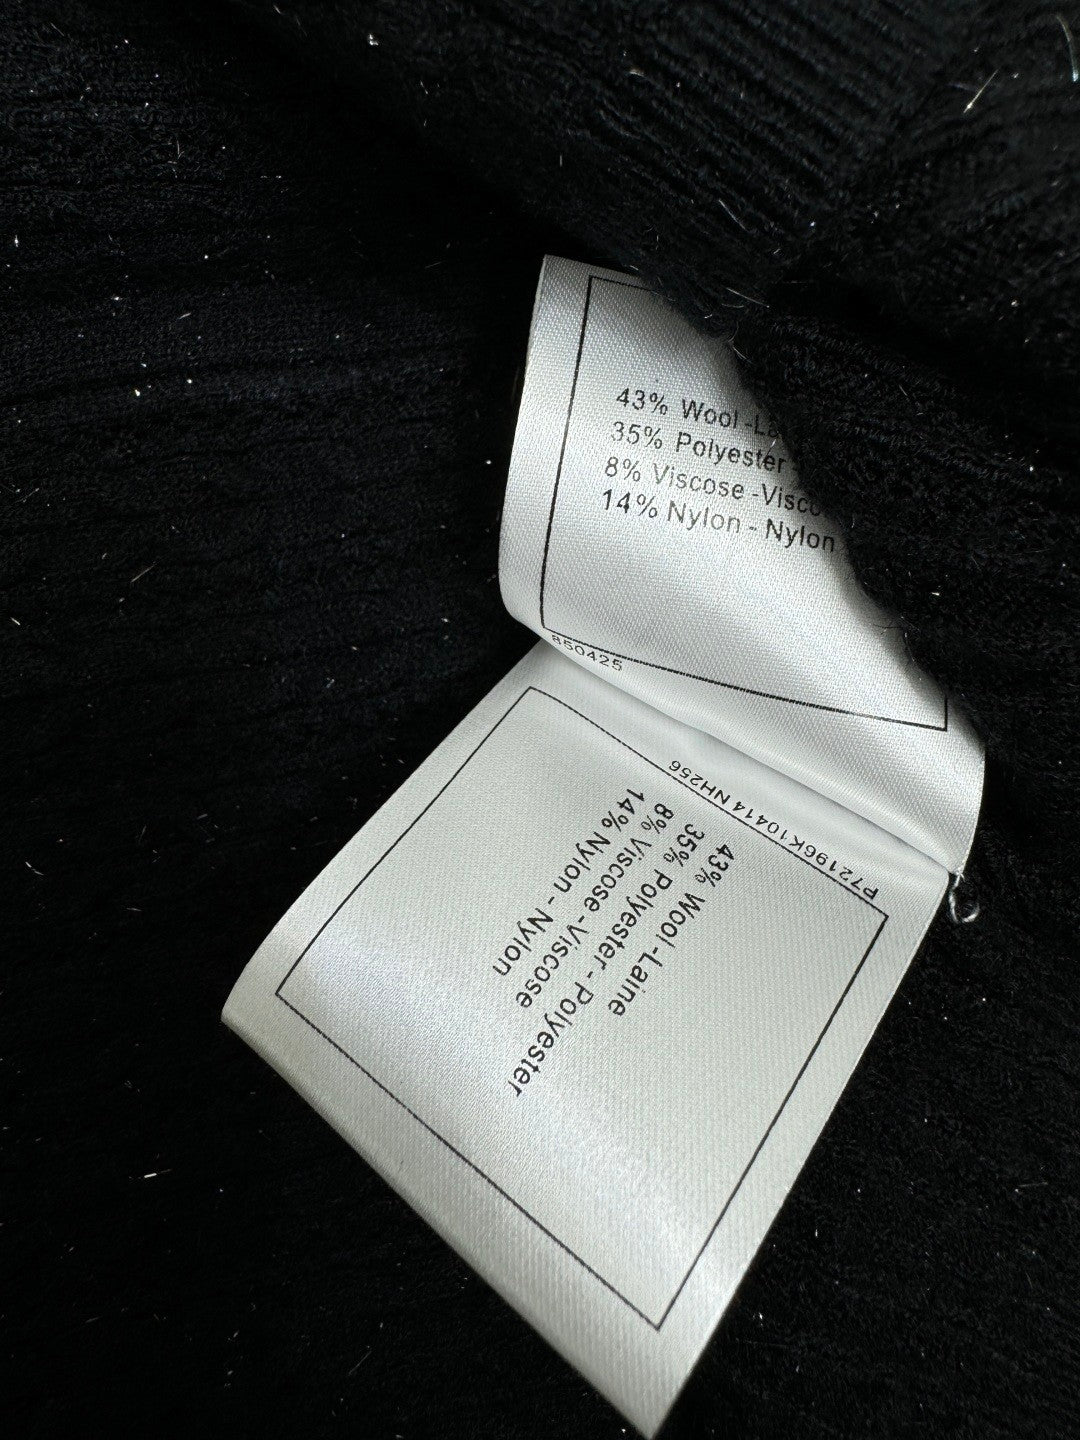 43% Wool
35% Polyester -
8% Viscose -
14% Nylon - Nylon
850425
P72196K10414 NH256
43% Wool -Laine
35% Polyester - Polyester
8% Viscose -Viscose
14% Nylon - Nylon